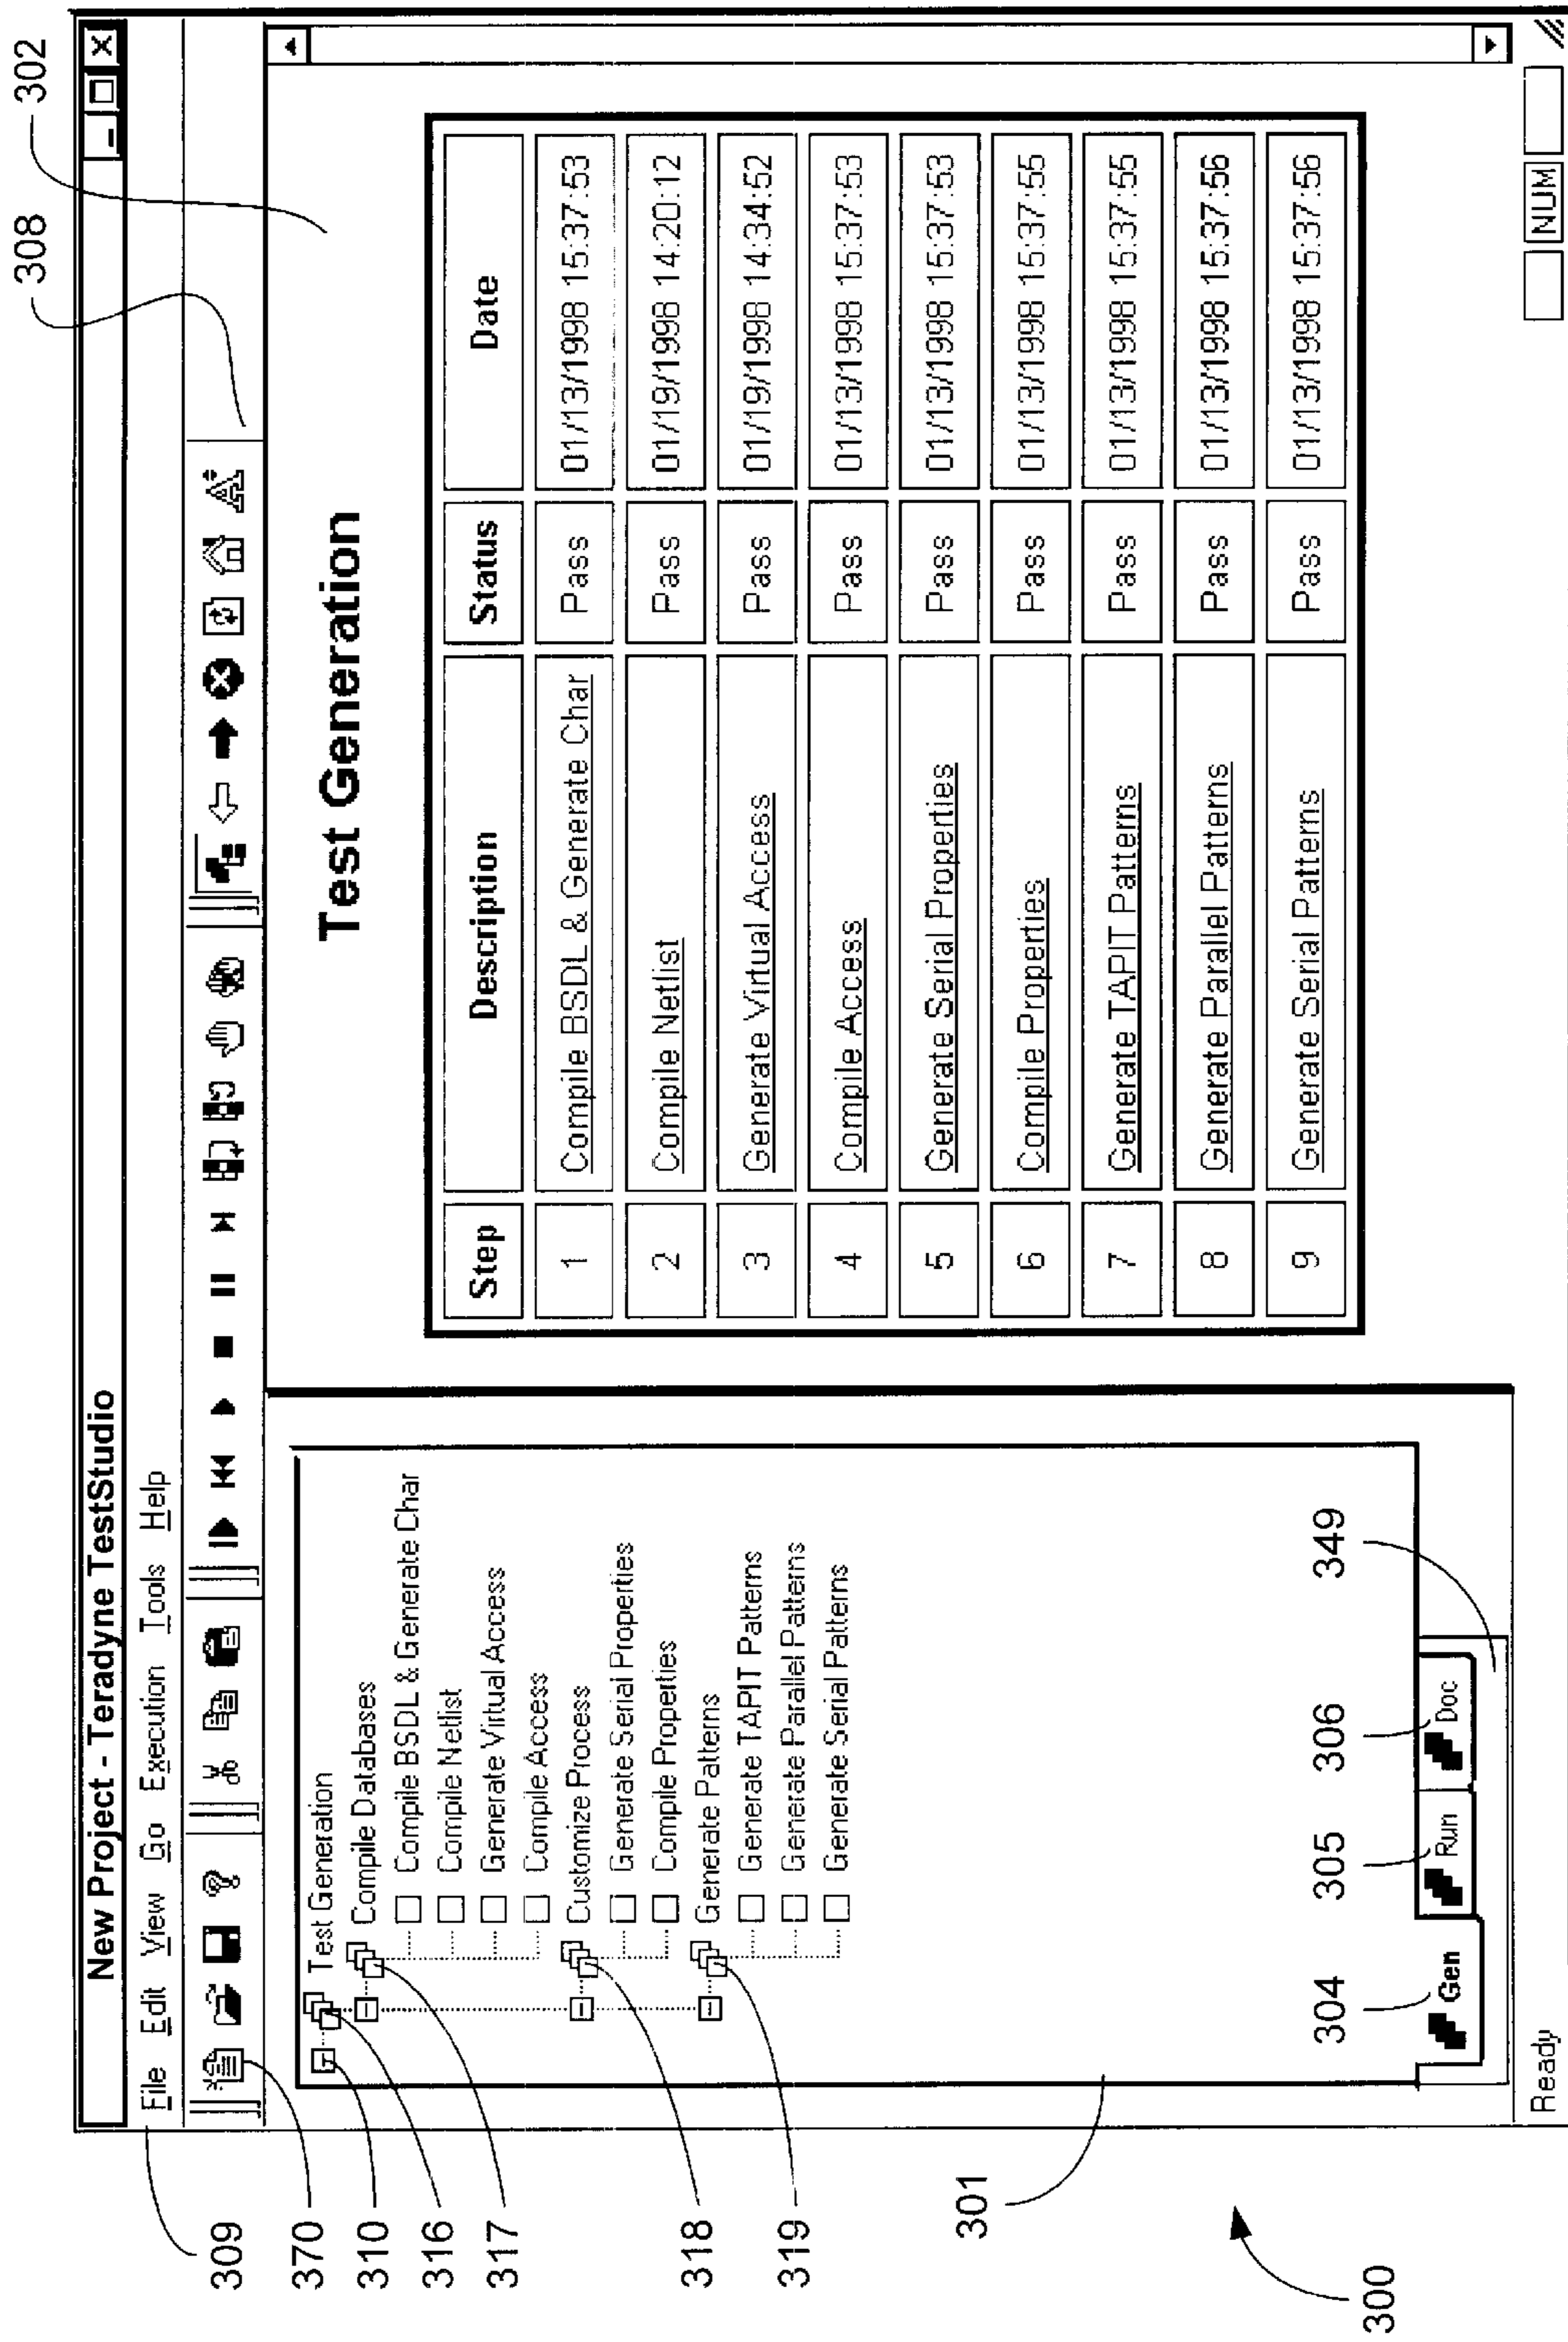 302
308
New Project - Teradyne TestStudio
File Edit View Go Execution Tools Help
309
370
310
316
317
318
319
301
300
Test Generation
Compile Databases
Compile BSDL & Generate Char
Compile Netlist
Generate Virtual Access
Compile Access
Customize Process
Generate Serial Properties
Compile Properties
Generate Patterns
Generate TAPIT Patterns
Generate Parallel Patterns
Generate Serial Patterns
304 305 306 349
Gen Run Doc
Test Generation
Step Description Status Date
1 Compile BSDL & Generate Char Pass 01/13/1998 15:37:53
2 Compile Netlist Pass 01/19/1998 14:20:12
3 Generate Virtual Access Pass 01/19/1998 14:34:52
4 Compile Access Pass 01/13/1998 15:37:53
5 Generate Serial Properties Pass 01/13/1998 15:37:53
6 Compile Properties Pass 01/13/1998 15:37:55
7 Generate TAPIT Patterns Pass 01/13/1998 15:37:55
8 Generate Parallel Patterns Pass 01/13/1998 15:37:56
9 Generate Serial Patterns Pass 01/13/1998 15:37:56
Ready NUM